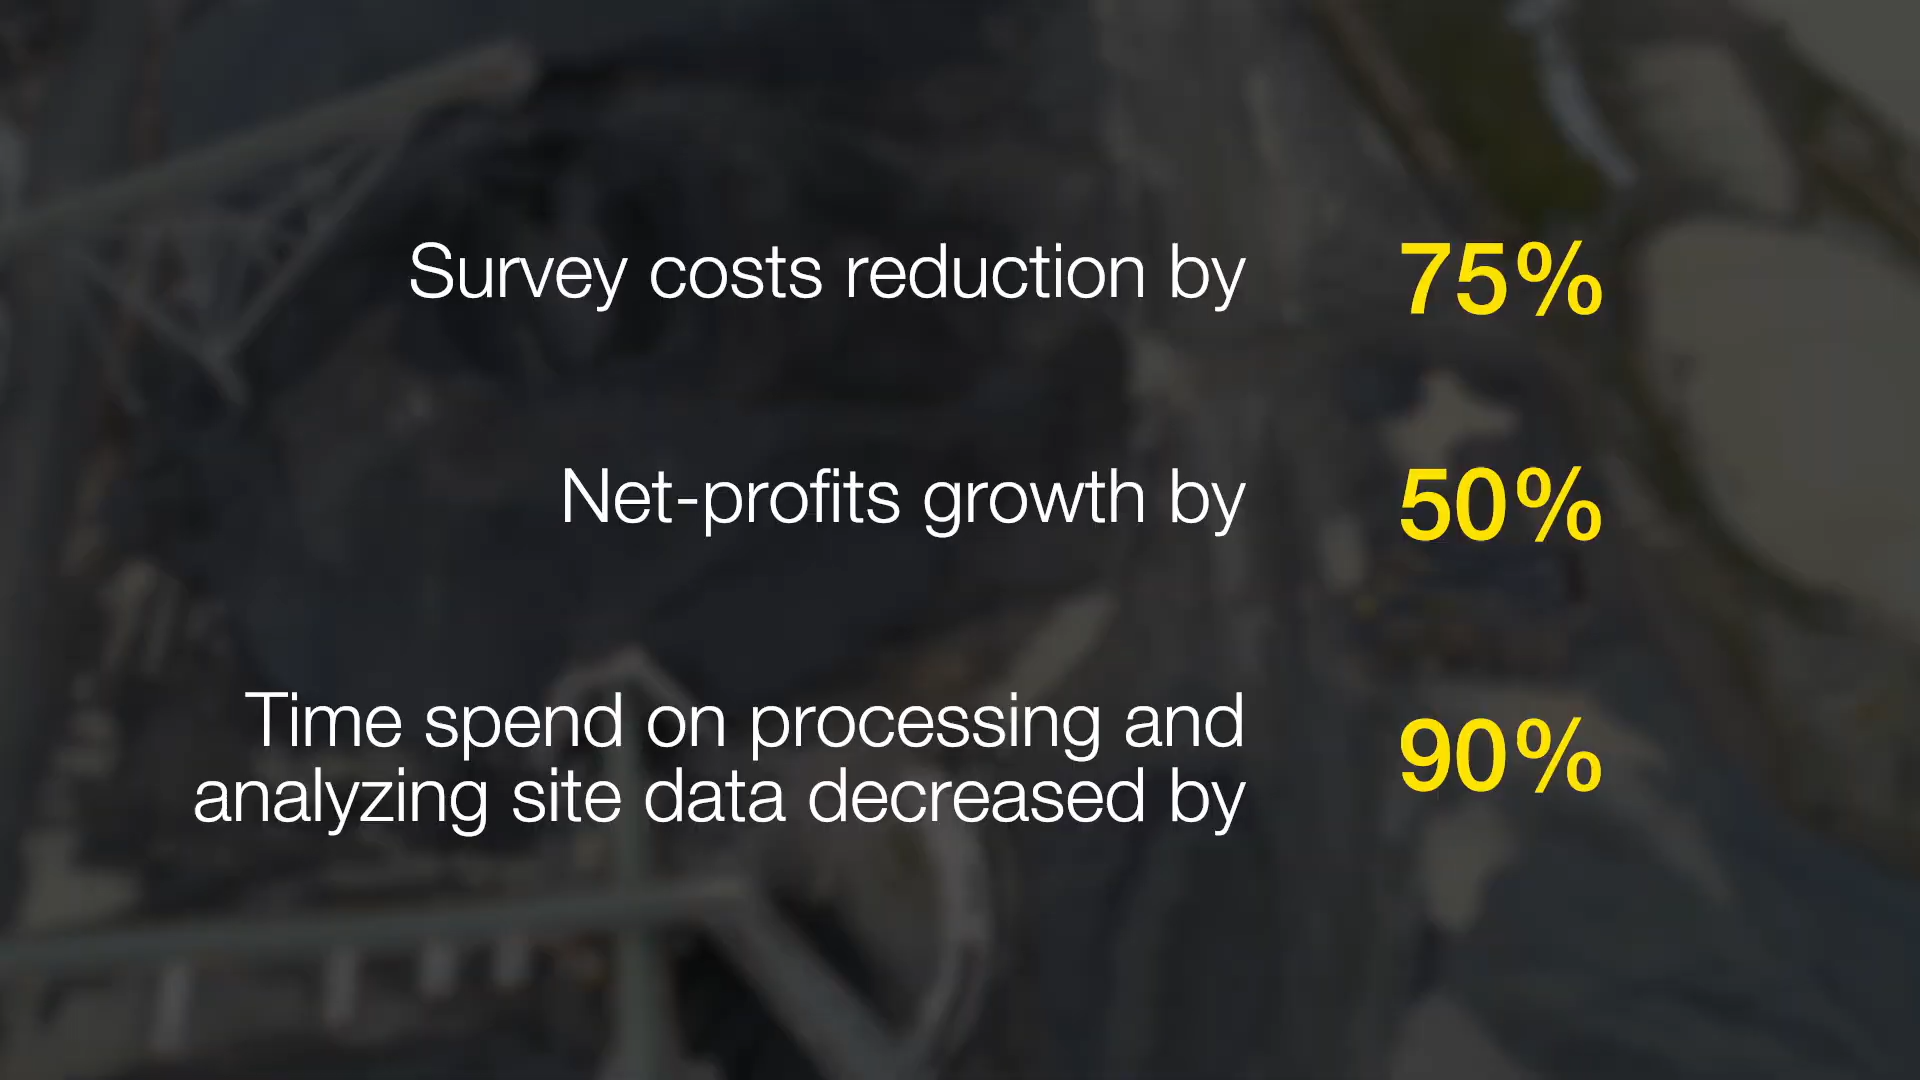 Survey costs reduction by 75%
Net-profits growth by 50%
Time spend on processing and
analyzing site data decreased by 90%